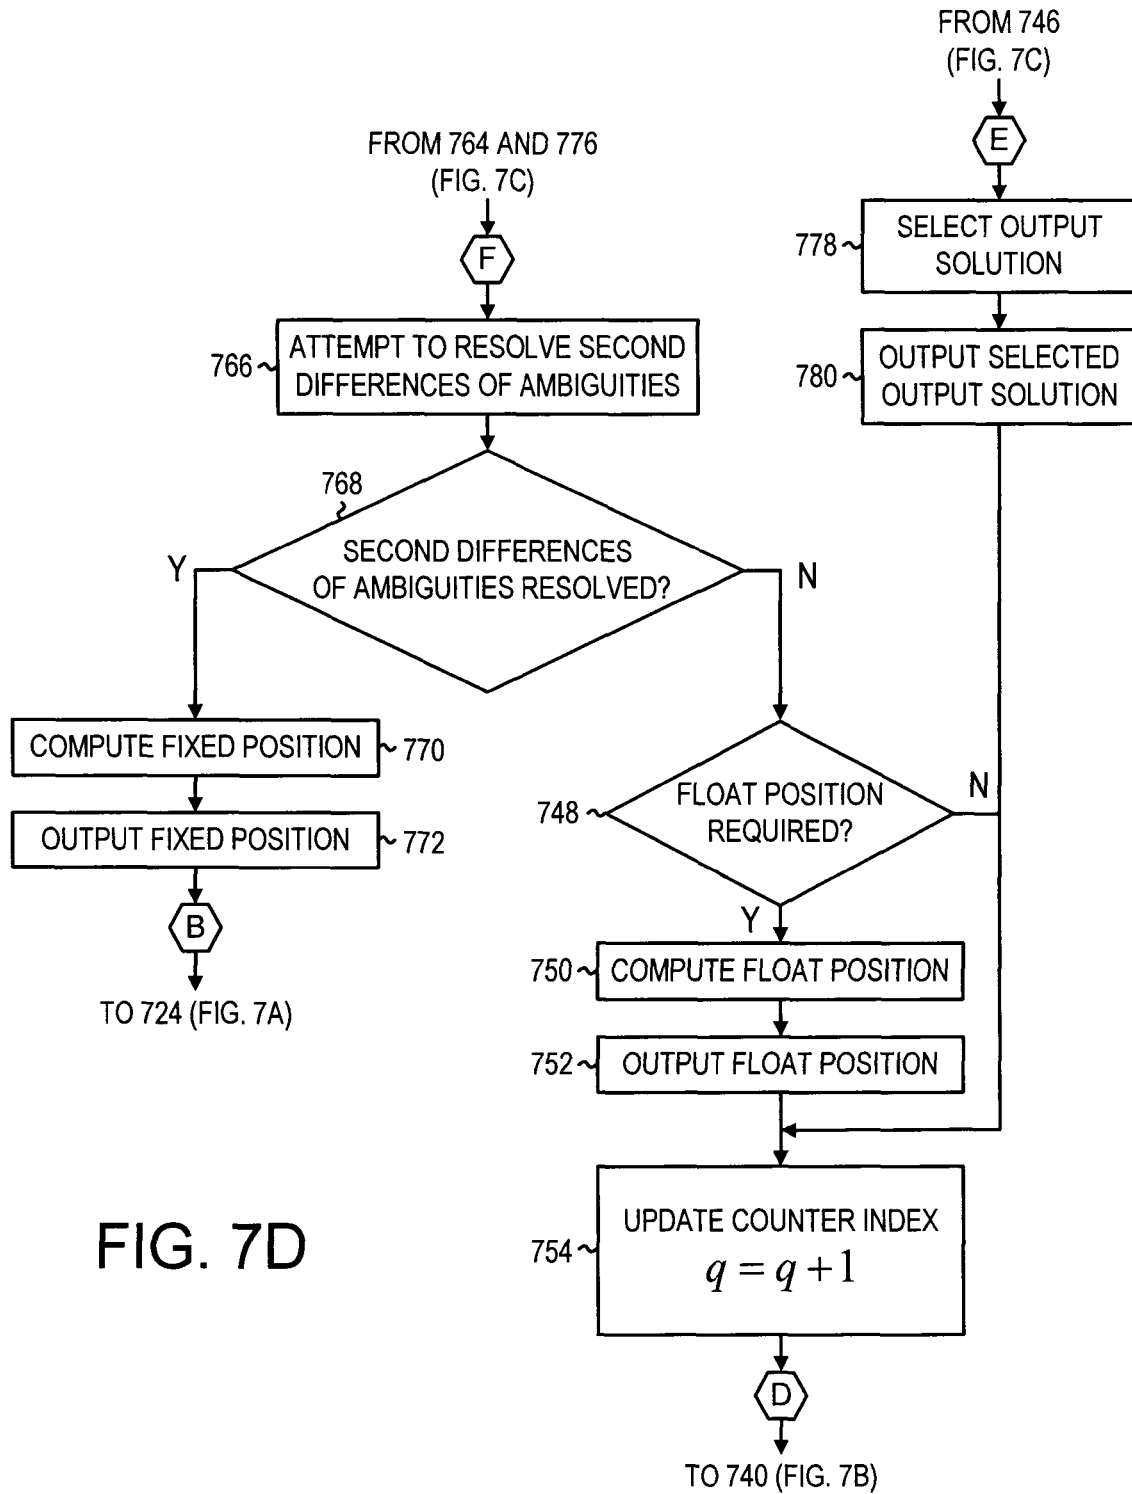 FROM 746
(FIG. 7C)
E
778
SELECT OUTPUT
SOLUTION
780
OUTPUT SELECTED
OUTPUT SOLUTION
FROM 764 AND 776
(FIG. 7C)
F
766
ATTEMPT TO RESOLVE SECOND
DIFFERENCES OF AMBIGUITIES
768
SECOND DIFFERENCES
OF AMBIGUITIES RESOLVED?
Y
N
COMPUTE FIXED POSITION
770
OUTPUT FIXED POSITION
772
B
TO 724 (FIG. 7A)
748
FLOAT POSITION
REQUIRED?
N
Y
750
COMPUTE FLOAT POSITION
752
OUTPUT FLOAT POSITION
754
UPDATE COUNTER INDEX
q = q + 1
D
TO 740 (FIG. 7B)
FIG. 7D